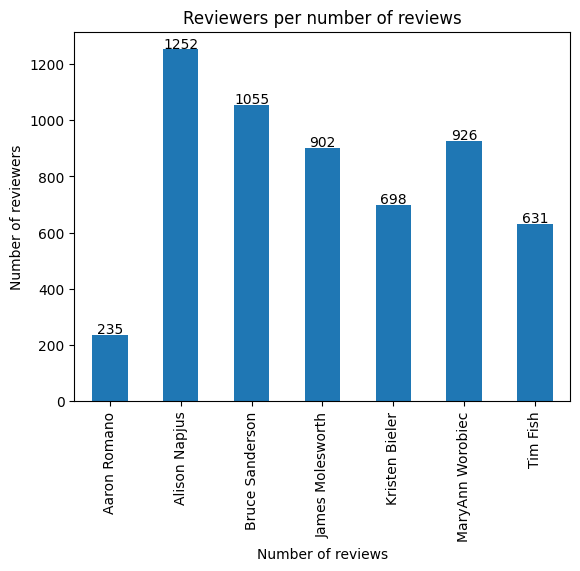 Reviewers per number of reviews
Number of reviewers
1200
1000
800
600
400
200
0
235
1252
1055
902
698
926
631
Aaron Romano
Alison Napjus
Bruce Sanderson
James Molesworth
Kristen Bieler
MaryAnn Worobiec
Tim Fish
Number of reviews